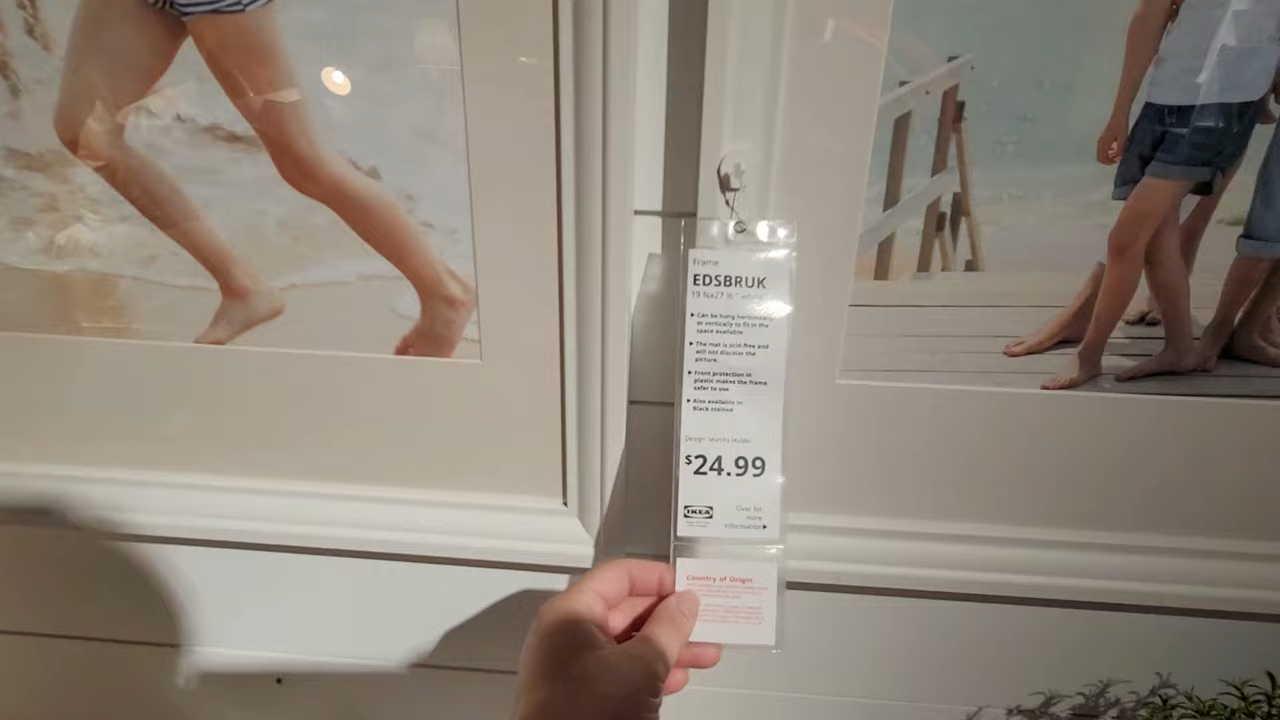 Frame
EDSBRUK
white
▶ Can be hung horizontally
or vertically to fit in the
space available.
▶ The mat is acid-free and
will not discolor the
picture.
▶ Front protection in
plastic makes the frame
safer to use
▶ Also available in:
Black stained
Design:
$24.99
IKEA
Over for
more
information▶
Country of Origin